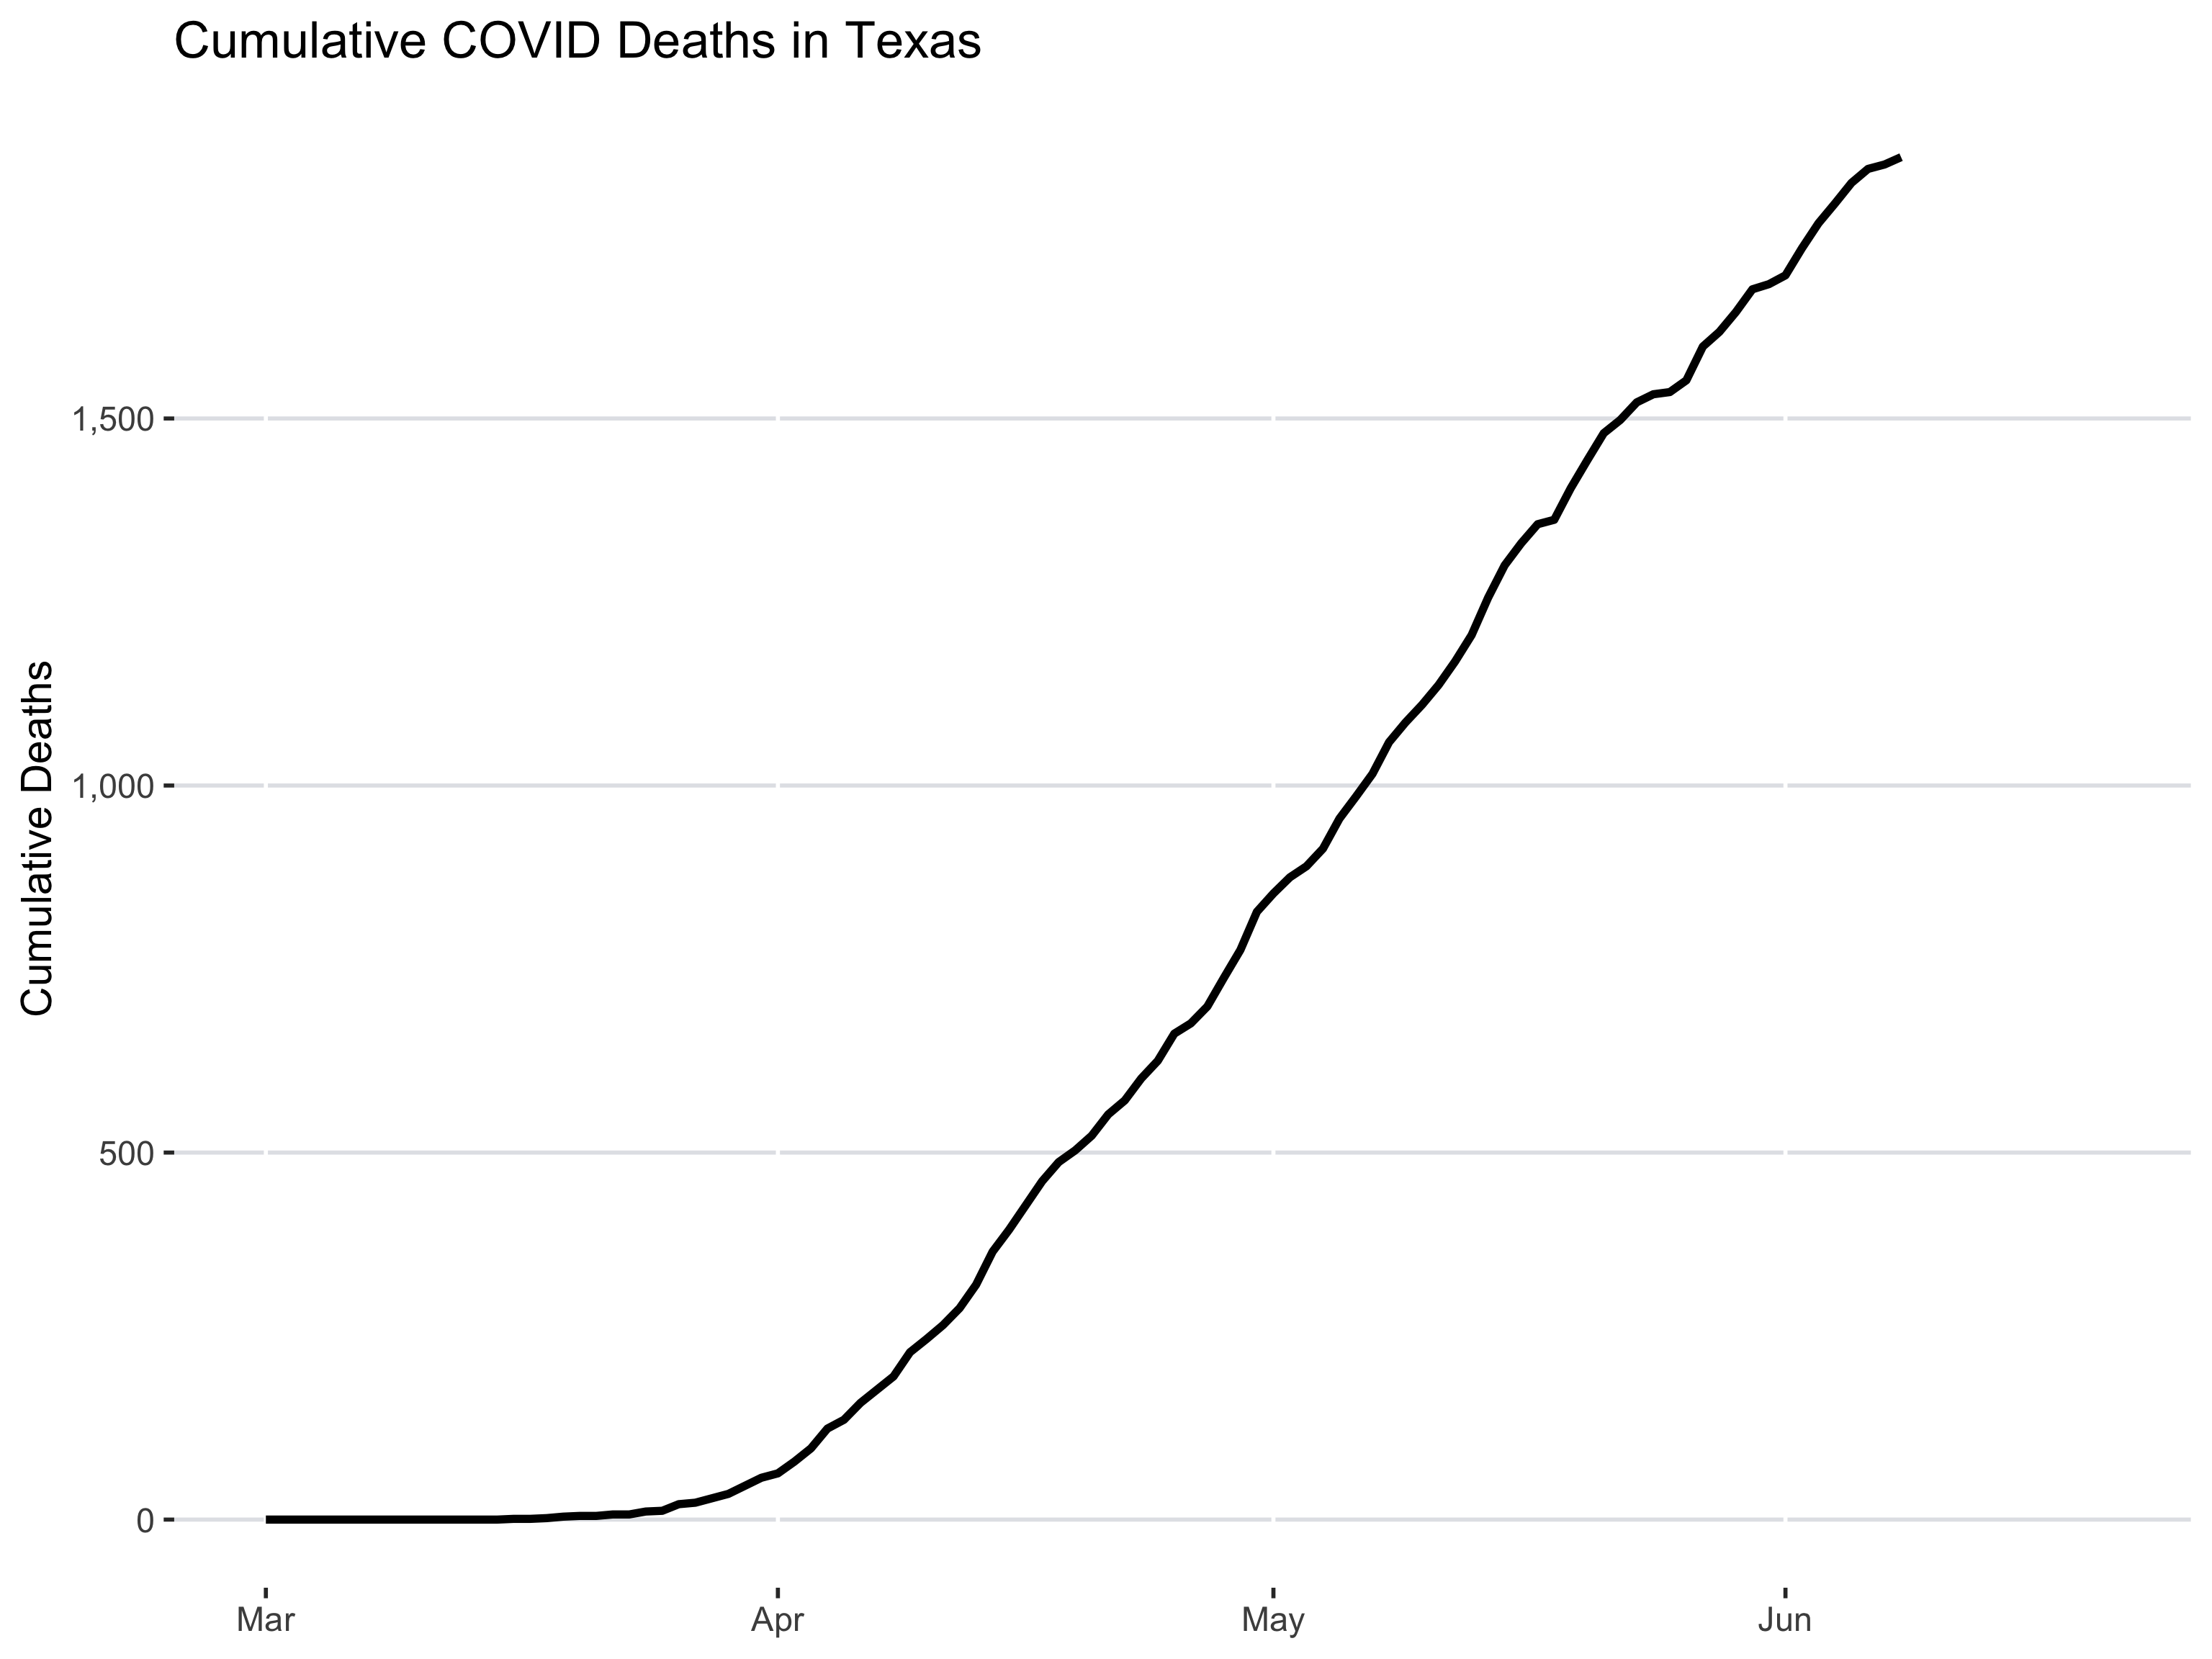 Cumulative COVID Deaths in Texas
Cumulative Deaths
1,500
1,000
500
0
Mar
Apr
May
Jun